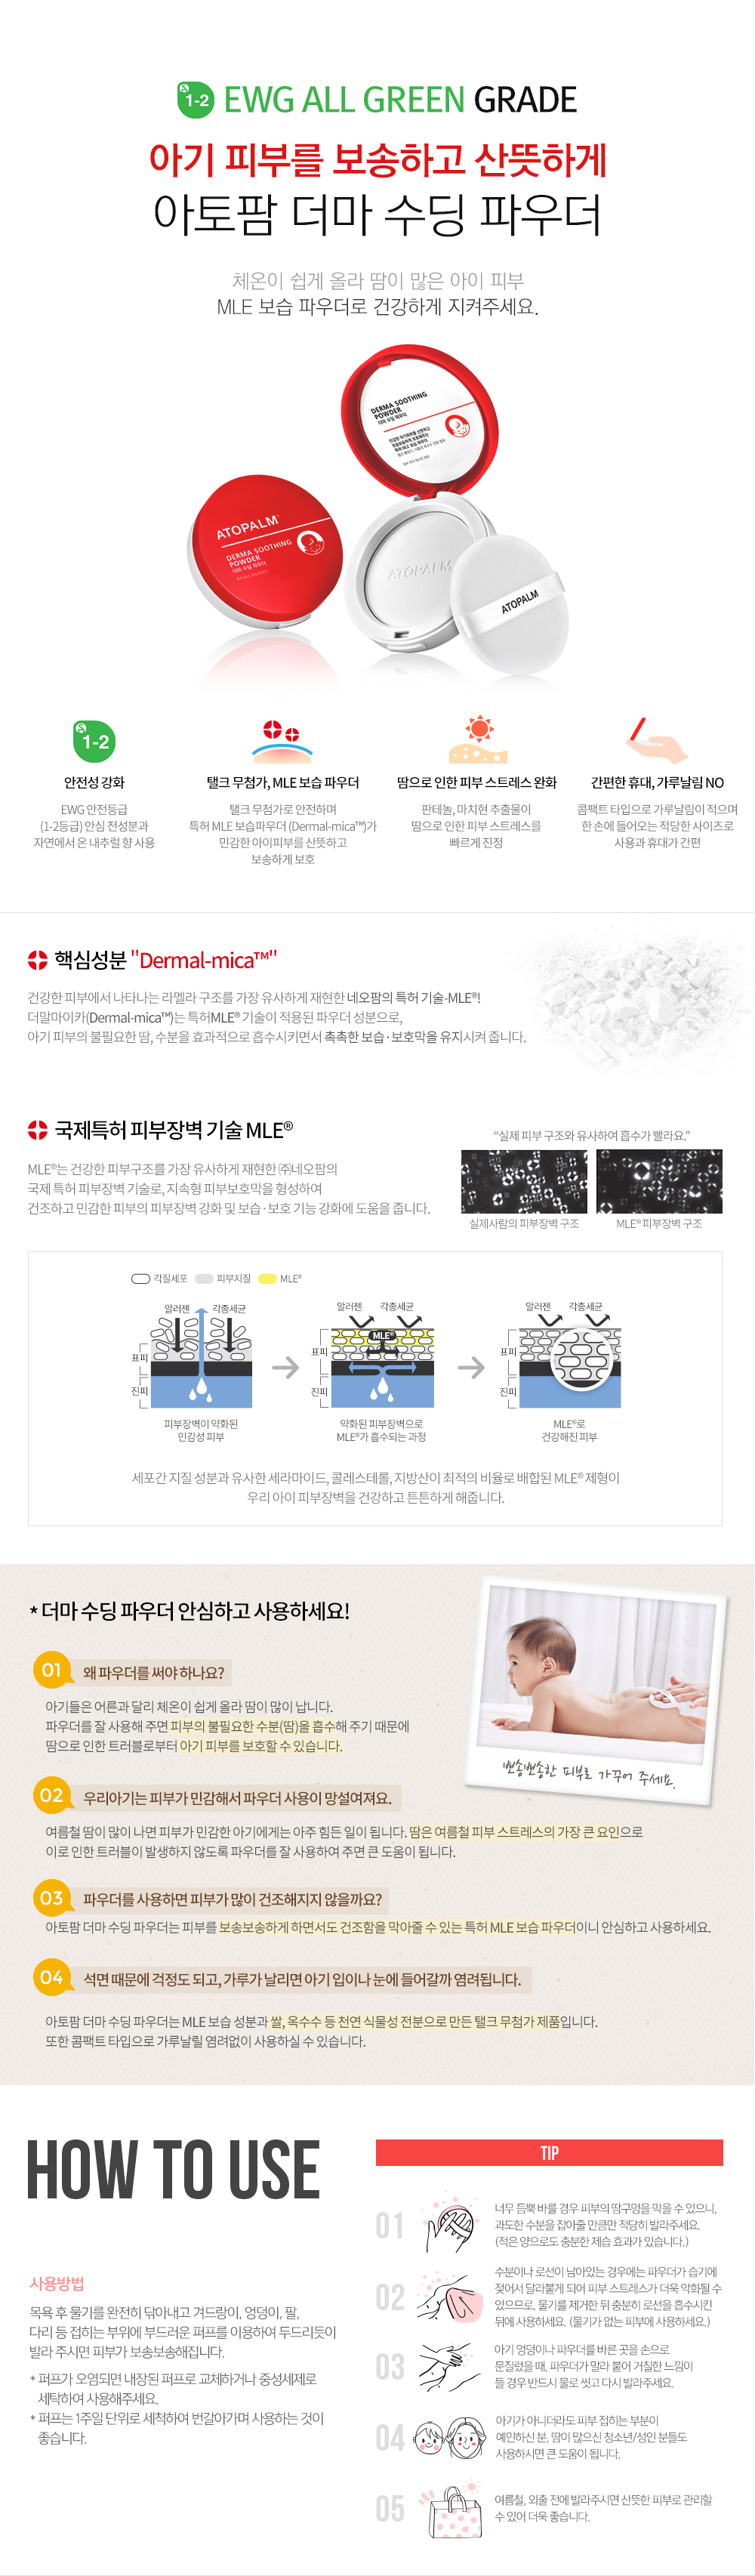 1-2 EWG ALL GREEN GRADE
아기 피부를 보송하고 산뜻하게
아토팜 더마 수딩 파우더
체온이 쉽게 올라 땀이 많은 아이 피부
MLE 보습 파우더로 건강하게 지켜주세요.
DERMA SOOTHING
POWDER
더마 수딩 파우더
ATOPALM
DERMA SOOTHING
POWDER
더마 수딩 파우더
ATOPALM
ATOPALM
1-2
안전성 강화
EWG 안전등급
(1-2등급) 안심 전성분과
자연에서 온 내추럴 향 사용
탤크 무첨가, MLE 보습 파우더
탤크 무첨가로 안전하며
특허 MLE 보습파우더 (Dermal-mica™)가
민감한 아이피부를 산뜻하고
보송하게 보호
땀으로 인한 피부 스트레스 완화
판테놀, 마치현 추출물이
땀으로 인한 피부 스트레스를
빠르게 진정
간편한 휴대, 가루날림 NO
콤팩트 타입으로 가루날림이 적으며
한 손에 들어오는 적당한 사이즈로
사용과 휴대가 간편
핵심성분 "Dermal-mica™"
건강한 피부에서 나타나는 라멜라 구조를 가장 유사하게 재현한 네오팜의 특허 기술-MLE®!
더말마이카(Dermal-mica™)는 특허MLE® 기술이 적용된 파우더 성분으로,
아기 피부의 불필요한 땀, 수분을 효과적으로 흡수시키면서 촉촉한 보습·보호막을 유지시켜 줍니다.
국제특허 피부장벽 기술 MLE®
MLE®는 건강한 피부구조를 가장 유사하게 재현한 ㈜네오팜의
국제 특허 피부장벽 기술로, 지속형 피부보호막을 형성하여
건조하고 민감한 피부의 피부장벽 강화 및 보습·보호 기능 강화에 도움을 줍니다.
“실제 피부 구조와 유사하여 흡수가 빨라요.”
실제사람의 피부장벽 구조
MLE® 피부장벽 구조
각질세포 피부지질 MLE®
알러젠 각종세균
표피
진피
피부장벽이 약화된
민감성 피부
알러젠 각종세균
MLE®
표피
진피
약화된 피부장벽으로
MLE®가 흡수되는 과정
알러젠 각종세균
표피
진피
MLE®로
건강해진 피부
세포간 지질 성분과 유사한 세라마이드, 콜레스테롤, 지방산이 최적의 비율로 배합된 MLE® 제형이
우리 아이 피부장벽을 건강하고 튼튼하게 해줍니다.
* 더마 수딩 파우더 안심하고 사용하세요!
뽀송뽀송한 피부로 가꾸어 주세요.
01 왜 파우더를 써야 하나요?
아기들은 어른과 달리 체온이 쉽게 올라 땀이 많이 납니다.
파우더를 잘 사용해 주면 피부의 불필요한 수분(땀)을 흡수해 주기 때문에
땀으로 인한 트러블로부터 아기 피부를 보호할 수 있습니다.
02 우리아기는 피부가 민감해서 파우더 사용이 망설여져요.
여름철 땀이 많이 나면 피부가 민감한 아기에게는 아주 힘든 일이 됩니다. 땀은 여름철 피부 스트레스의 가장 큰 요인으로
이로 인한 트러블이 발생하지 않도록 파우더를 잘 사용하여 주면 큰 도움이 됩니다.
03 파우더를 사용하면 피부가 많이 건조해지지 않을까요?
아토팜 더마 수딩 파우더는 피부를 보송보송하게 하면서도 건조함을 막아줄 수 있는 특허 MLE 보습 파우더이니 안심하고 사용하세요.
04 석면 때문에 걱정도 되고, 가루가 날리면 아기 입이나 눈에 들어갈까 염려됩니다.
아토팜 더마 수딩 파우더는 MLE 보습 성분과 쌀, 옥수수 등 천연 식물성 전분으로 만든 탤크 무첨가 제품입니다.
또한 콤팩트 타입으로 가루날릴 염려없이 사용하실 수 있습니다.
HOW TO USE
사용방법
목욕 후 물기를 완전히 닦아내고 겨드랑이, 엉덩이, 팔,
다리 등 접히는 부위에 부드러운 퍼프를 이용하여 두드리듯이
발라 주시면 피부가 보송보송해집니다.
* 퍼프가 오염되면 내장된 퍼프로 교체하거나 중성세제로
세탁하여 사용해주세요.
* 퍼프는 1주일 단위로 세척하여 번갈아가며 사용하는 것이
좋습니다.
TIP
01
너무 듬뿍 바를 경우 피부의 땀구멍을 막을 수 있으니,
과도한 수분을 잡아줄 만큼만 적당히 발라주세요.
(적은 양으로도 충분한 제습 효과가 있습니다.)
02
수분이나 로션이 남아있는 경우에는 파우더가 습기에
젖어서 달라붙게 되어 피부 스트레스가 더욱 악화될 수
있으므로, 물기를 제거한 뒤 충분히 로션을 흡수시킨
뒤에 사용하세요. (물기가 없는 피부에 사용하세요.)
03
아기 엉덩이나 파우더를 바른 곳을 손으로
문질렀을 때, 파우더가 말라 붙어 거칠한 느낌이
들 경우 반드시 물로 씻고 다시 발라주세요.
04
아기가 아니더라도 피부 접히는 부분이
예민하신 분, 땀이 많으신 청소년/성인 분들도
사용하시면 큰 도움이 됩니다.
05
여름철, 외출 전에 발라주시면 산뜻한 피부로 관리할
수 있어 더욱 좋습니다.